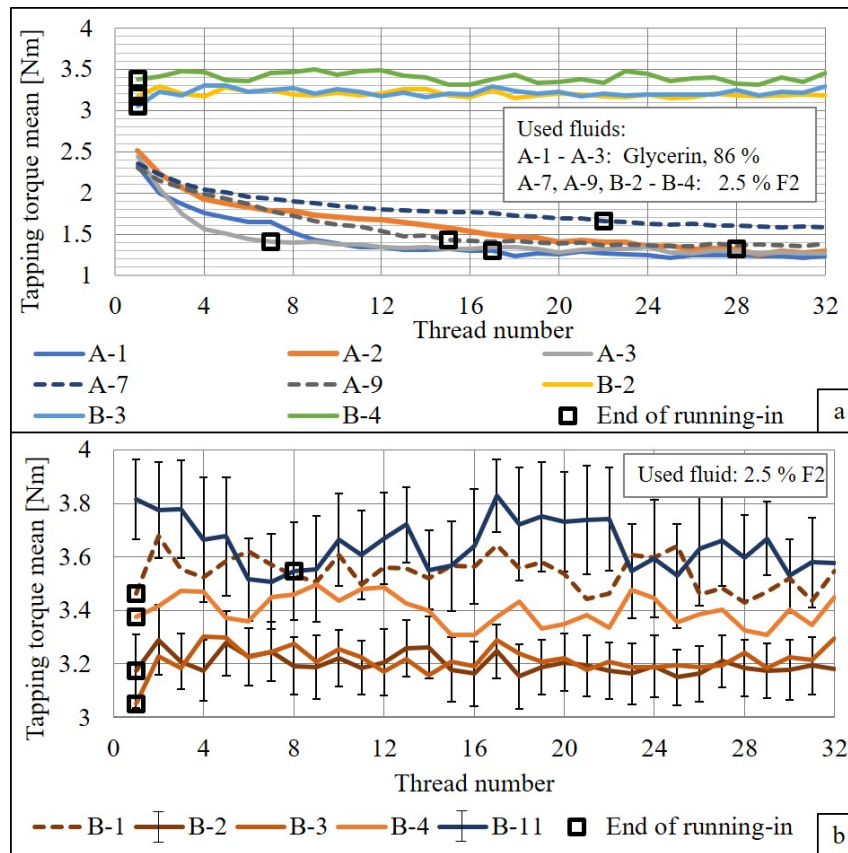 Tapping torque mean [Nm]
4
3.5
3
2.5
2
1.5
1
Used fluids:
A-1 - A-3: Glycerin, 86 %
A-7, A-9, B-2 - B-4: 2.5 % F2
0 4 8 12 16 20 24 28 32
Thread number
A-1 A-2 A-3
A-7 A-9 B-2
B-3 B-4 End of running-in
a
Tapping torque mean [Nm]
4
3.8
3.6
3.4
3.2
3
Used fluid: 2.5 % F2
0 4 8 12 16 20 24 28 32
Thread number
B-1 B-2 B-3 B-4 B-11 End of running-in
b